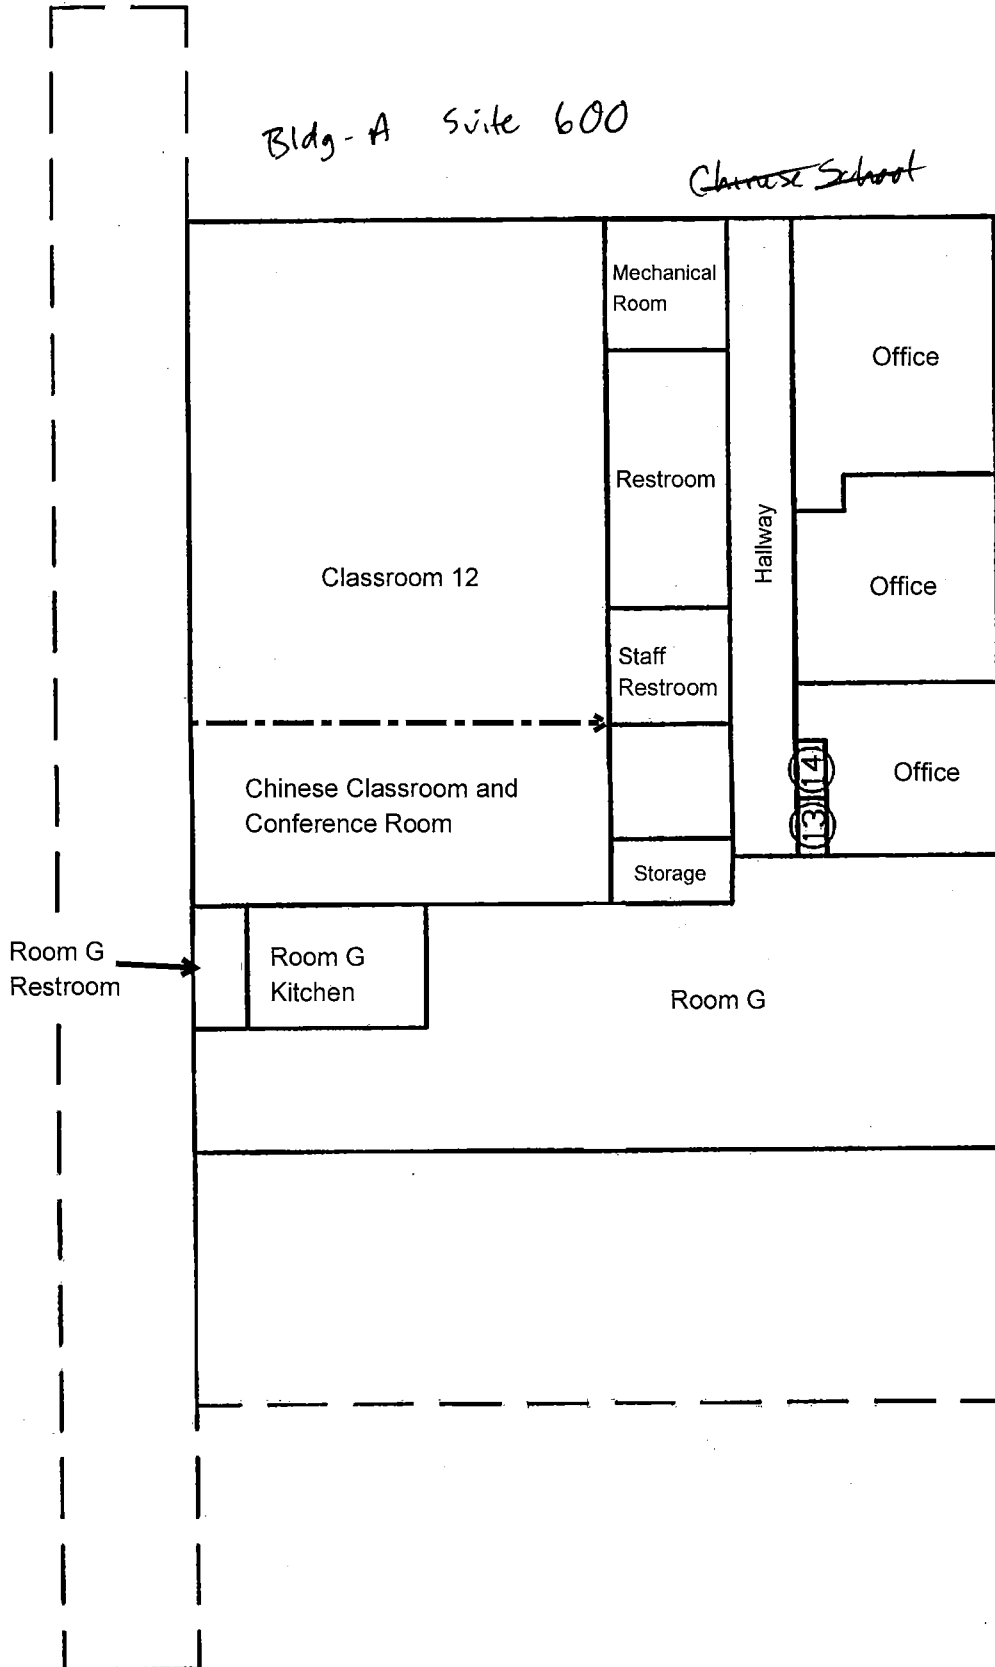 Bldg-A Suite 600
Chinese School
Mechanical
Room
Office
Restroom
Hallway
Classroom 12
Office
Staff
Restroom
Chinese Classroom and
Conference Room
14
Office
13
Storage
Room G
Restroom
Room G
Kitchen
Room G